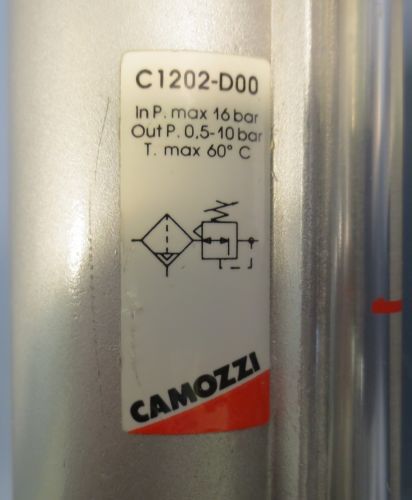 C1202-D00
In P. max 16 bar
Out P. 0,5-10 bar
T. max 60° C
CAMOZZI